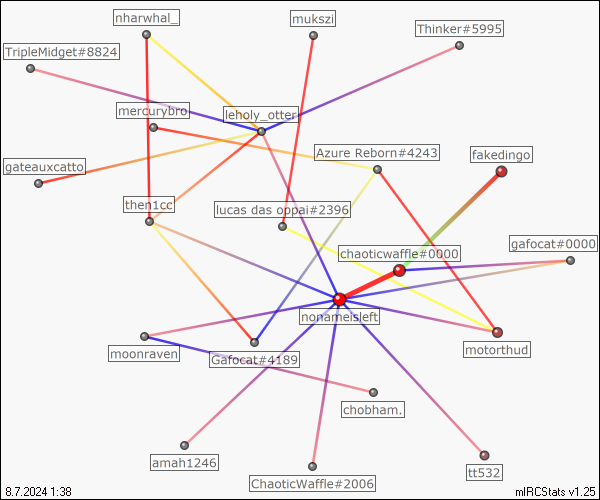 nharwhal_
mukszi
Thinker#5995
TripleMidget#8824
mercurybro
leholy_otter
Azure Reborn#4243
fakedingo
gateauxcatto
then1cc
lucas das oppai#2396
chaoticwaffle#0000
gafocat#0000
nonameisleft
moonraven
Gafocat#4189
motorthud
chobham.
amah1246
ChaoticWaffle#2006
tt532
8.7.2024 1:38
mIRCStats v1.25